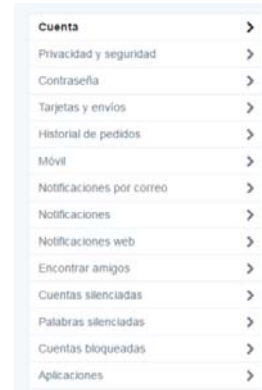 Cuenta
Privacidad y seguridad
Contraseña
Tarjetas y envíos
Historial de pedidos
Móvil
Notificaciones por correo
Notificaciones
Notificaciones web
Encontrar amigos
Cuentas silenciadas
Palabras silenciadas
Cuentas bloqueadas
Aplicaciones